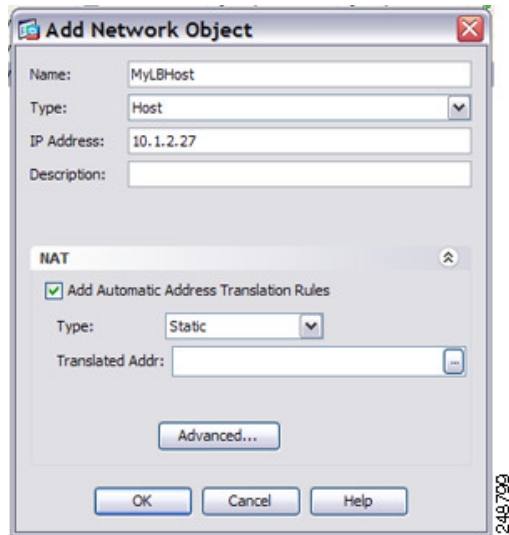 Add Network Object
Name: MyLBHost
Type: Host
IP Address: 10.1.2.27
Description:
NAT
Add Automatic Address Translation Rules
Type: Static
Translated Addr: ...
Advanced...
OK Cancel Help
248799